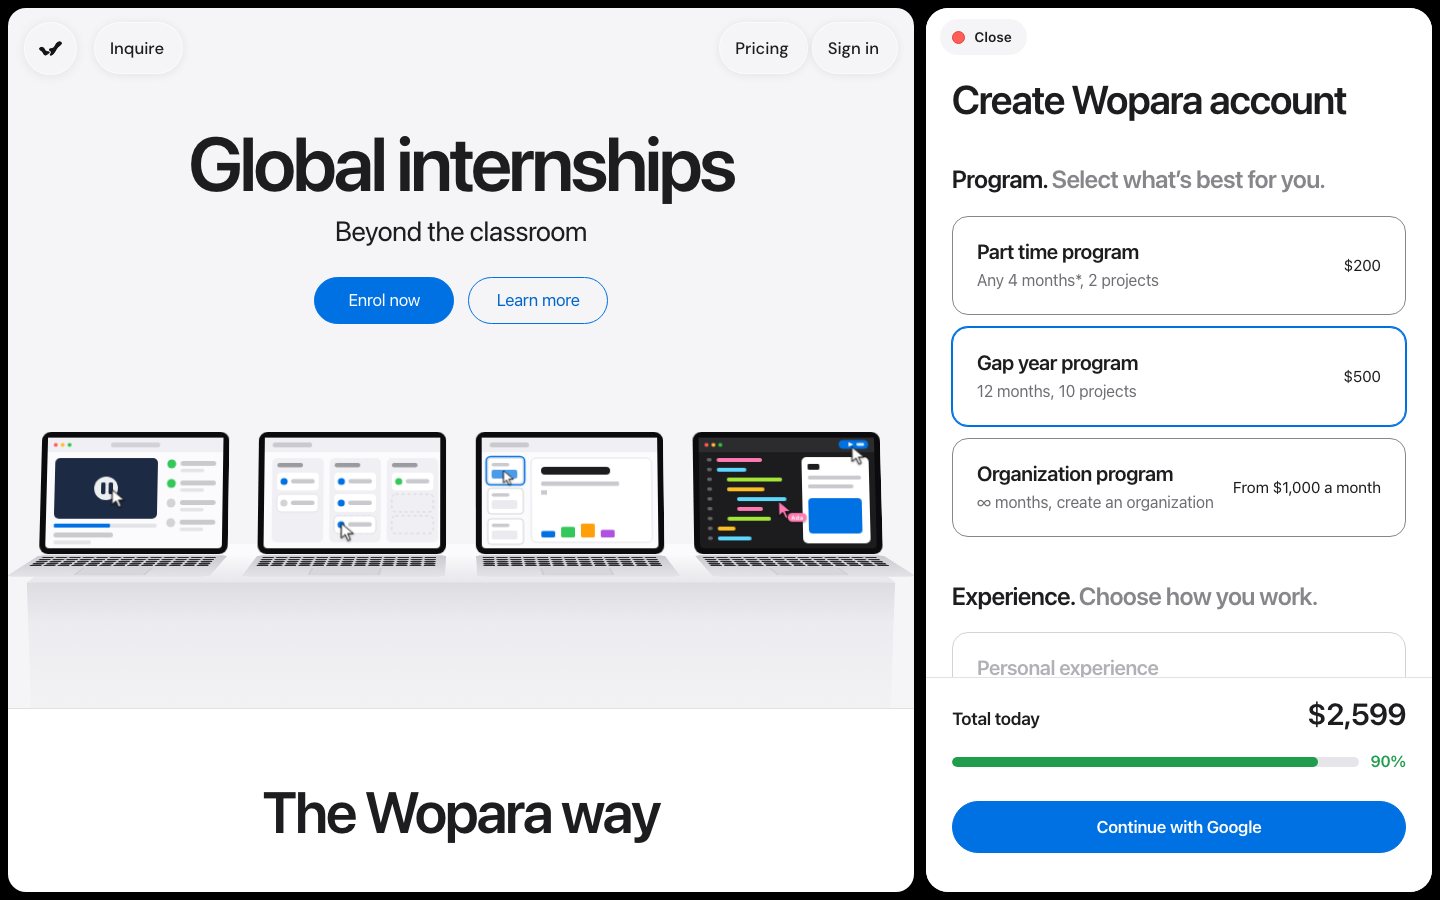 Inquire
Pricing
Sign in
Global internships
Beyond the classroom
Enrol now
Learn more
The Wopara way
Close
Create Wopara account
Program. Select what’s best for you.
Part time program
Any 4 months*, 2 projects
$200
Gap year program
12 months, 10 projects
$500
Organization program
∞ months, create an organization
From $1,000 a month
Experience. Choose how you work.
Personal experience
Total today
$2,599
90%
Continue with Google